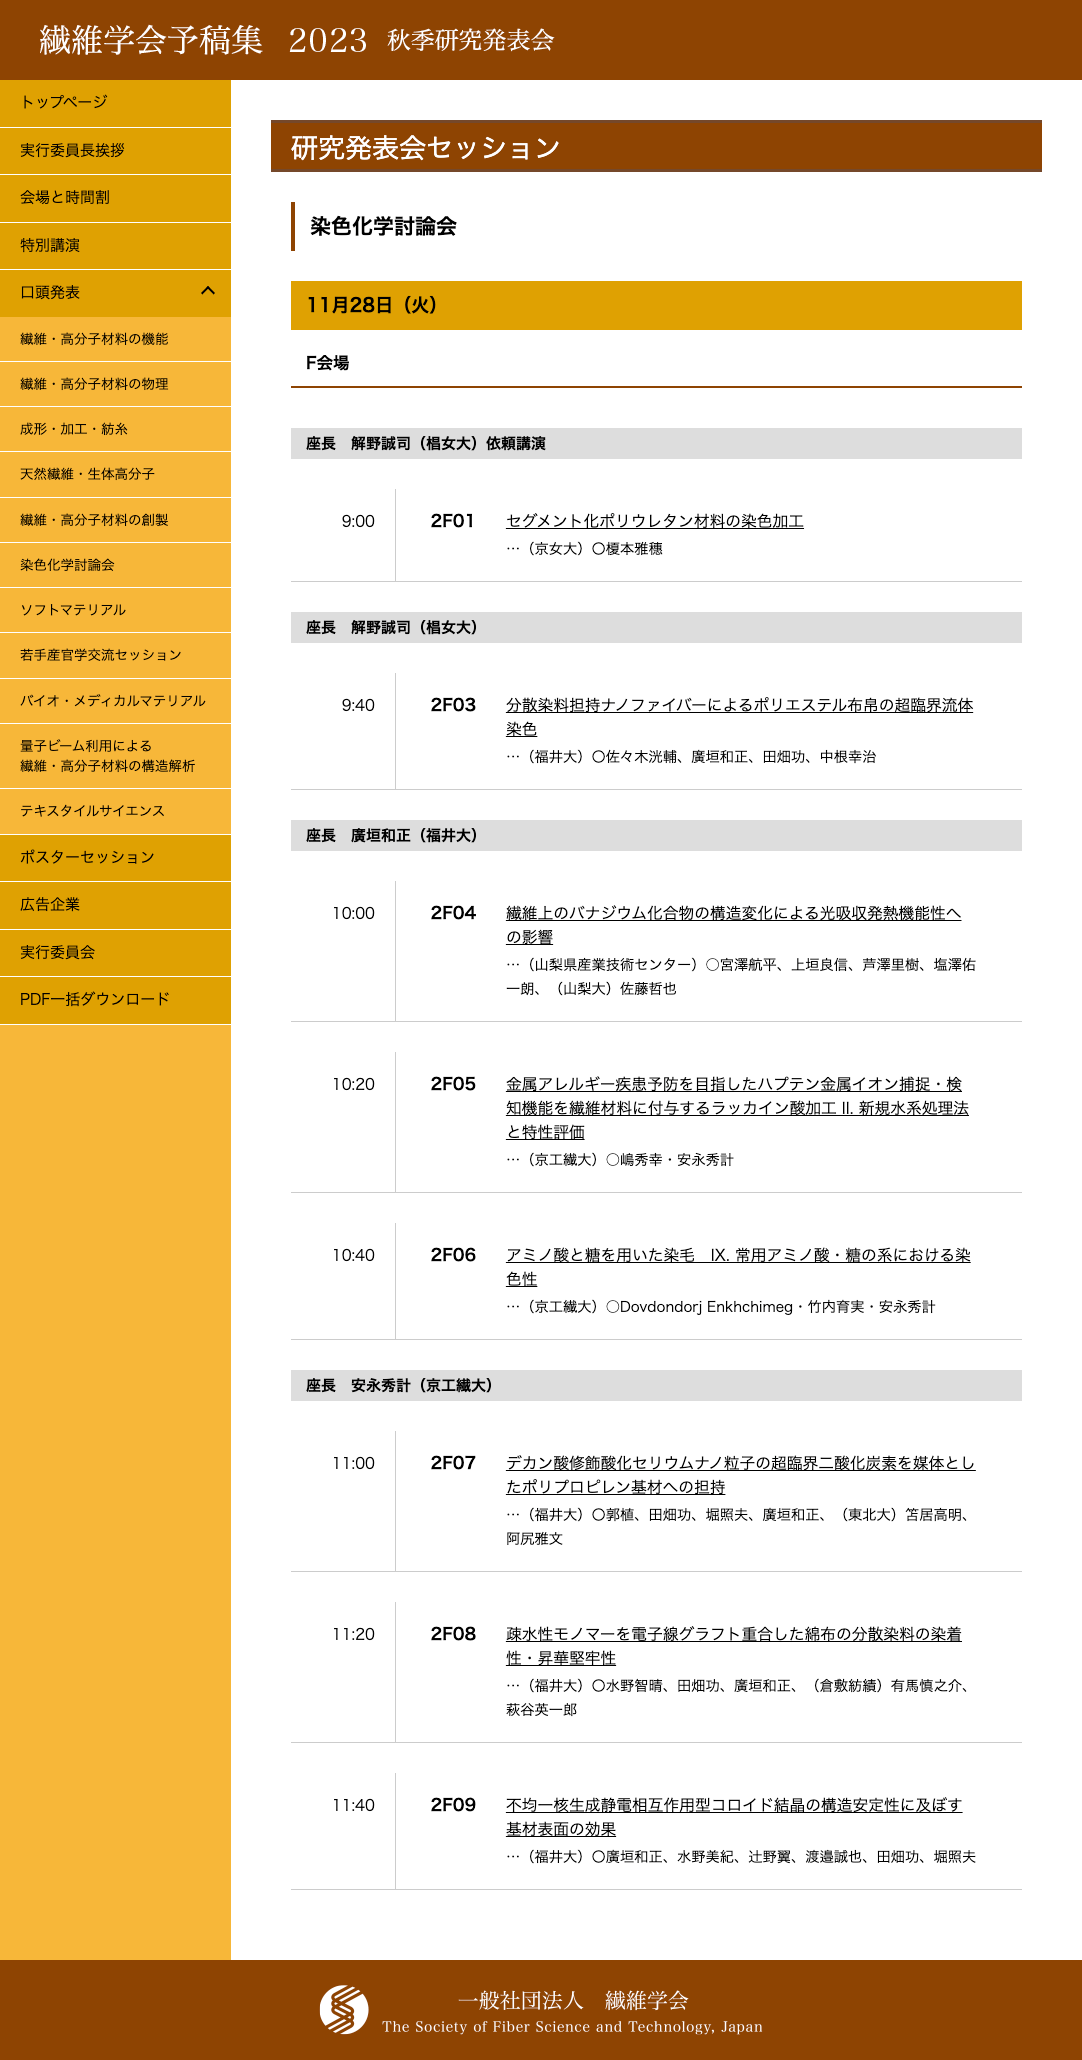 繊維学会予稿集 2023 秋季研究発表会
トップページ
実行委員長挨拶
会場と時間割
特別講演
口頭発表
繊維・高分子材料の機能
繊維・高分子材料の物理
成形・加工・紡糸
天然繊維・生体高分子
繊維・高分子材料の創製
染色化学討論会
ソフトマテリアル
若手産官学交流セッション
バイオ・メディカルマテリアル
量子ビーム利用による
繊維・高分子材料の構造解析
テキスタイルサイエンス
ポスターセッション
広告企業
実行委員会
PDF一括ダウンロード
研究発表会セッション
染色化学討論会
11月28日（火）
F会場
座長　解野誠司（椙女大）依頼講演
9:00 2F01 セグメント化ポリウレタン材料の染色加工
…（京女大）〇榎本雅穗
座長　解野誠司（椙女大）
9:40 2F03 分散染料担持ナノファイバーによるポリエステル布帛の超臨界流体
染色
…（福井大）〇佐々木洸輔、廣垣和正、田畑功、中根幸治
座長　廣垣和正（福井大）
10:00 2F04 繊維上のバナジウム化合物の構造変化による光吸収発熱機能性へ
の影響
…（山梨県産業技術センター）○宮澤航平、上垣良信、芦澤里樹、塩澤佑
一朗、（山梨大）佐藤哲也
10:20 2F05 金属アレルギー疾患予防を目指したハプテン金属イオン捕捉・検
知機能を繊維材料に付与するラッカイン酸加工 II. 新規水系処理法
と特性評価
…（京工繊大）○嶋秀幸・安永秀計
10:40 2F06 アミノ酸と糖を用いた染毛　IX. 常用アミノ酸・糖の系における染
色性
…（京工繊大）○Dovdondorj Enkhchimeg・竹内育実・安永秀計
座長　安永秀計（京工繊大）
11:00 2F07 デカン酸修飾酸化セリウムナノ粒子の超臨界二酸化炭素を媒体とし
たポリプロピレン基材への担持
…（福井大）〇郭植、田畑功、堀照夫、廣垣和正、（東北大）笘居高明、
阿尻雅文
11:20 2F08 疎水性モノマーを電子線グラフト重合した綿布の分散染料の染着
性・昇華堅牢性
…（福井大）〇水野智晴、田畑功、廣垣和正、（倉敷紡績）有馬慎之介、
萩谷英一郎
11:40 2F09 不均一核生成静電相互作用型コロイド結晶の構造安定性に及ぼす
基材表面の効果
…（福井大）〇廣垣和正、水野美紀、辻野翼、渡邉誠也、田畑功、堀照夫
一般社団法人　繊維学会
The Society of Fiber Science and Technology, Japan